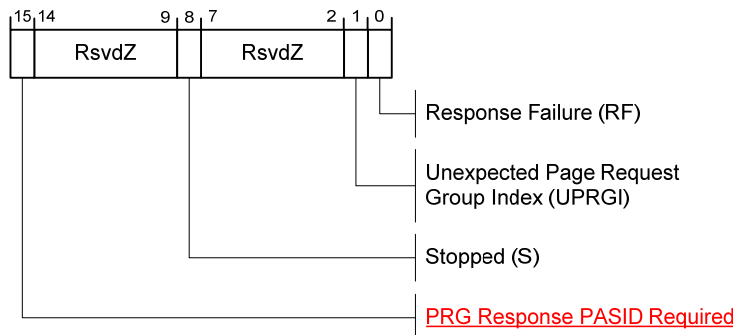 15 14 9 8 7 2 1 0
RsvdZ RsvdZ
Response Failure (RF)
Unexpected Page Request
Group Index (UPRGI)
Stopped (S)
PRG Response PASID Required